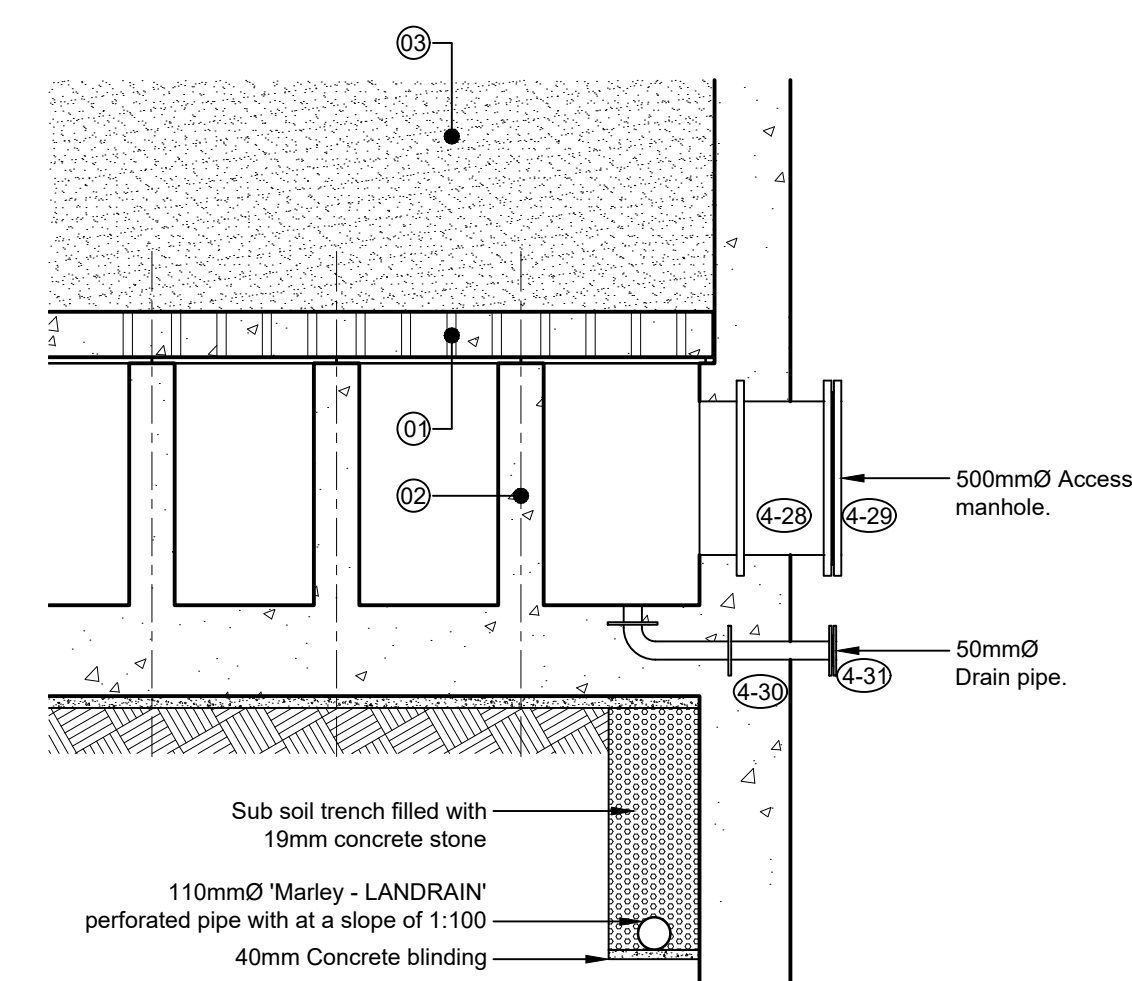 03
01
02
4-28
4-29
500mmØ Access
manhole.
50mmØ
Drain pipe.
4-30
4-31
Sub soil trench filled with
19mm concrete stone
110mmØ 'Marley - LANDRAIN'
perforated pipe with at a slope of 1:100
40mm Concrete blinding